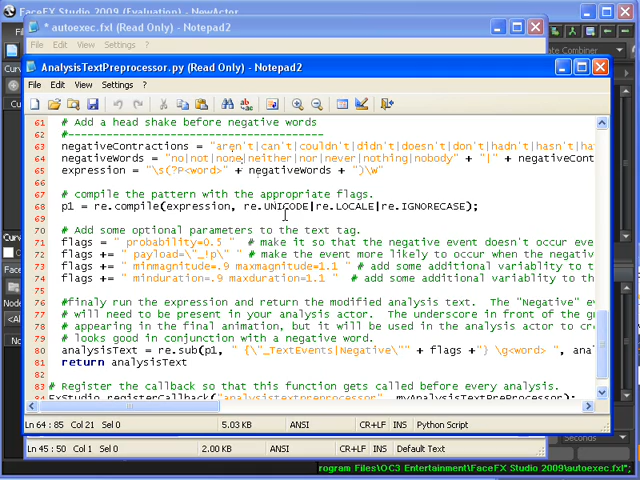 FaceFX Studio 2009 (Evaluation) - NewActor
* autoexec.fxl (Read Only) - Notepad2
File Edit View Settings ?
AnalysisTextPreprocessor.py (Read Only) - Notepad2
File Edit View Settings ?
61 # Add a head shake before negative words
62 #-----------------------------------
63 negativeContractions = "aren't|can't|couldn't|didn't|doesn't|don't|hadn't|hasn't|ha
64 negativeWords = "no|not|none|neither|nor|never|nothing|nobody" + "|" + negativeCont
65 expression = "\s(?P<word>" + negativeWords + ")\W"
66
67 # compile the pattern with the appropriate flags.
68 p1 = re.compile(expression, re.UNICODE|re.LOCALE|re.IGNORECASE);
69
70 # Add some optional parameters to the text tag.
71 flags = " probability=0.5 " # make it so that the negative event doesn't occur eve
72 flags += " payload=\"_!p\" " # make the event more likely to occur when the negative
73 flags += " minmagnitude=.9 maxmagnitude=1.1 " # add some additional variablity to t
74 flags += " minduration=.9 maxduration=1.1 " # add some additional variability to th
75
76 #finaly run the expression and return the modified analysis text. The "Negative" e
77 # will need to be present in your analysis actor. The underscore in front of the gr
78 # appearing in the final animation, but it will be used in the analysis actor to cre
79 # looks good in conjunction with a negative word.
80 analysisText = re.sub(p1, " {\"_TextEvents|Negative\"" + flags +"} \g<word> ", anal
81 return analysisText
82
83 # Register the callback so that this function gets called before every analysis.
84 FxStudio.registerCallback("analysistextpreprocessor", myAnalysisTextPreProcessor);
Ln 64 : 85 Col 21 5.03 KB ANSI CR+LF INS Python Script
Ln 45 : 50 Col 1 2.00 KB ANSI CR+LF INS Default Text
rogram Files\OC3 Entertainment\FaceFX Studio 2009\autoexec.fxl";